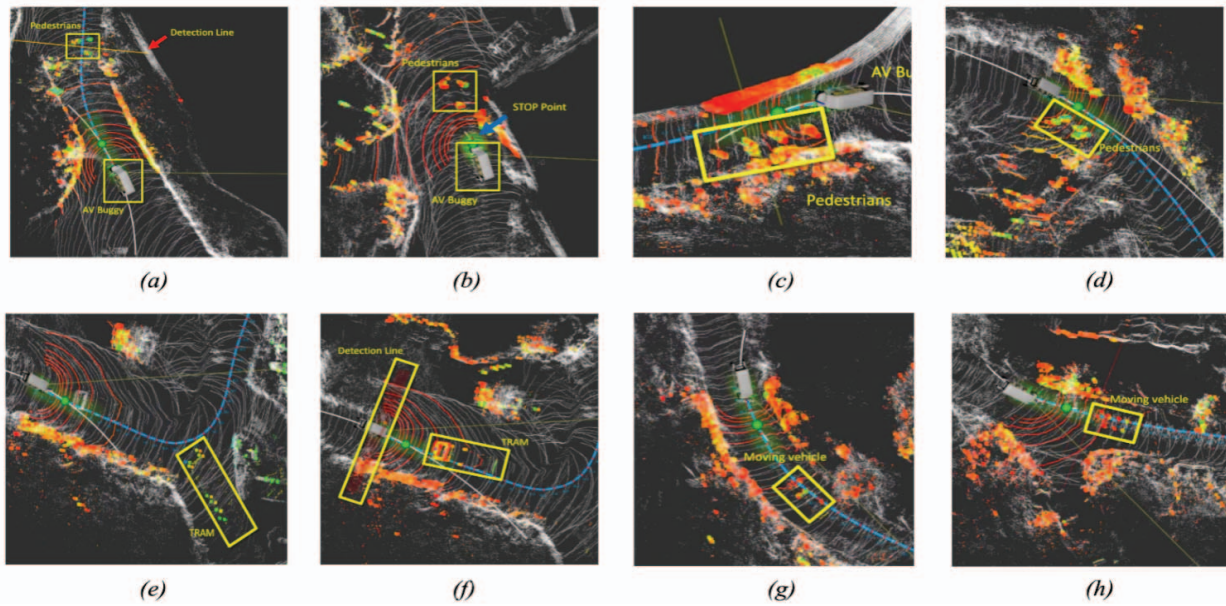 Pedestrians
Detection Line
AV Buggy
(a)
Pedestrians
STOP Point
AV Buggy
(b)
AV Bu
Pedestrians
(c)
Pedestrians
(d)
TRAM
(e)
Detection Line
TRAM
(f)
Moving vehicle
(g)
Moving vehicle
(h)